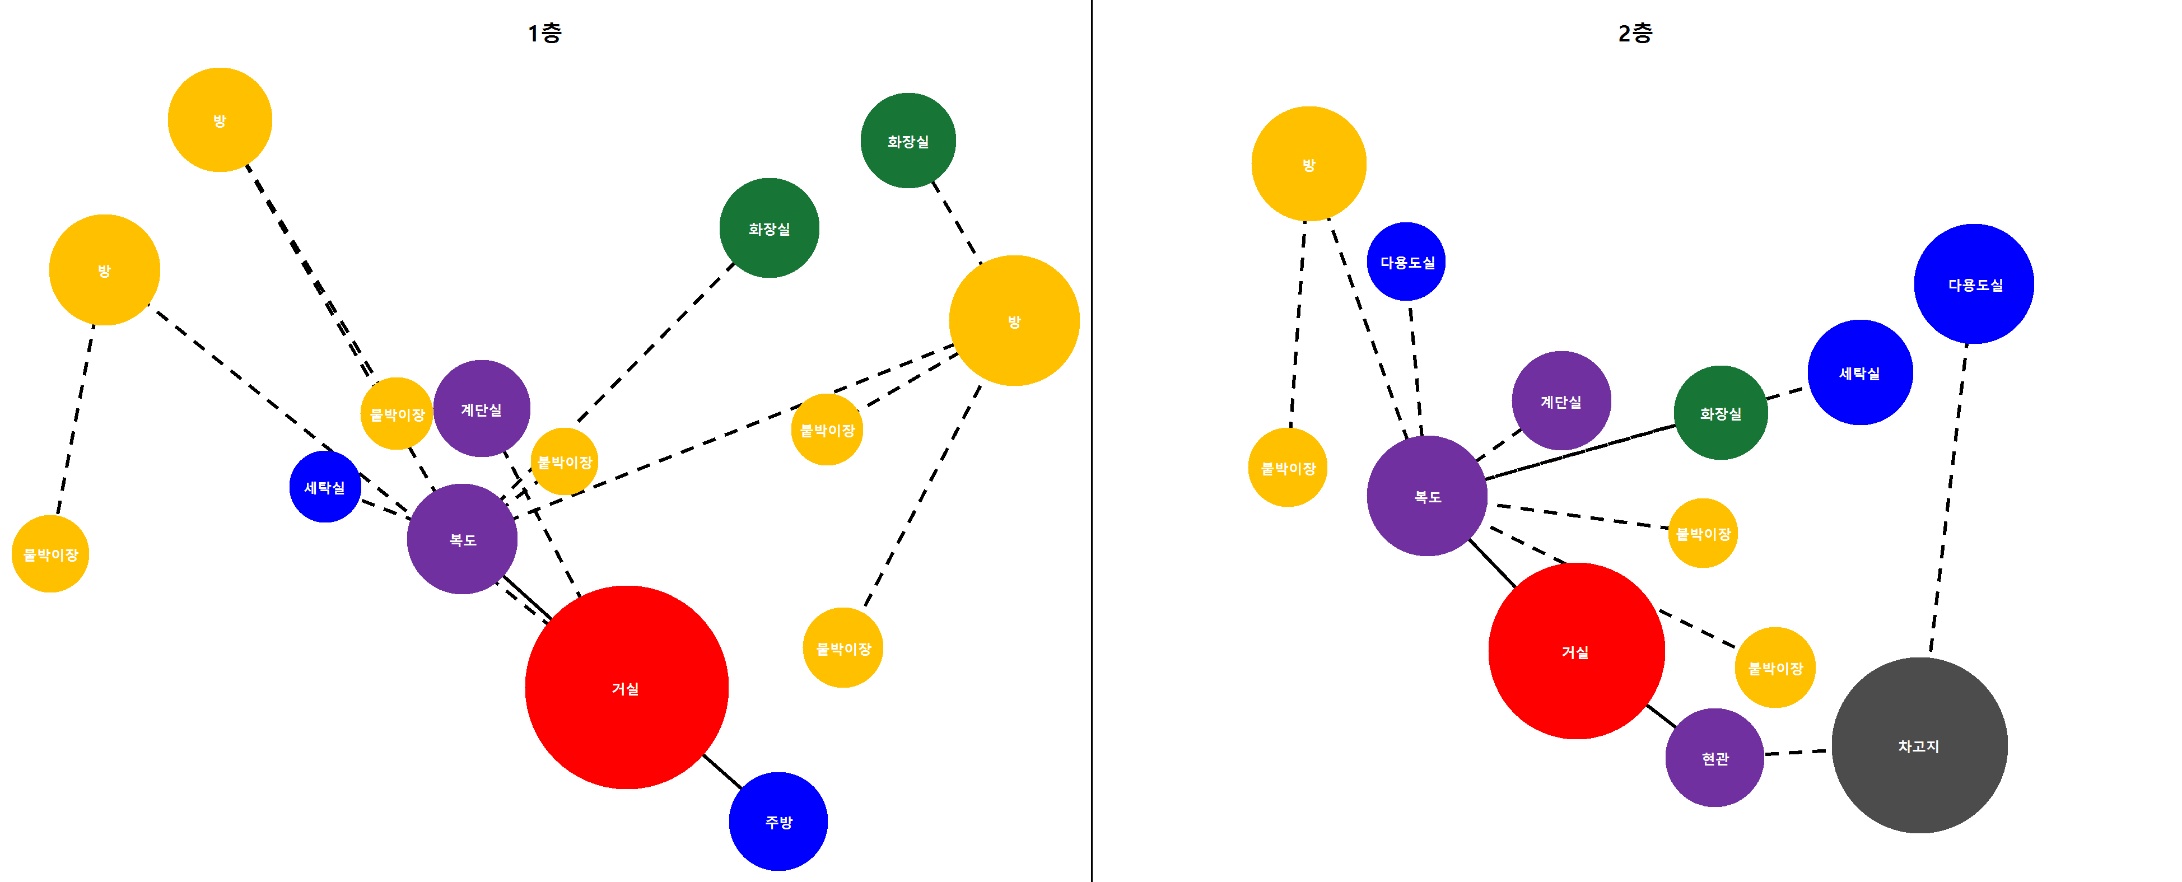 1층
방
화장실
화장실
방
방
붙박이장
계단실
붙박이장
붙박이장
세탁실
복도
붙박이장
붙박이장
거실
주방
2층
방
다용도실
다용도실
세탁실
계단실
화장실
붙박이장
복도
붙박이장
거실
붙박이장
현관
차고지